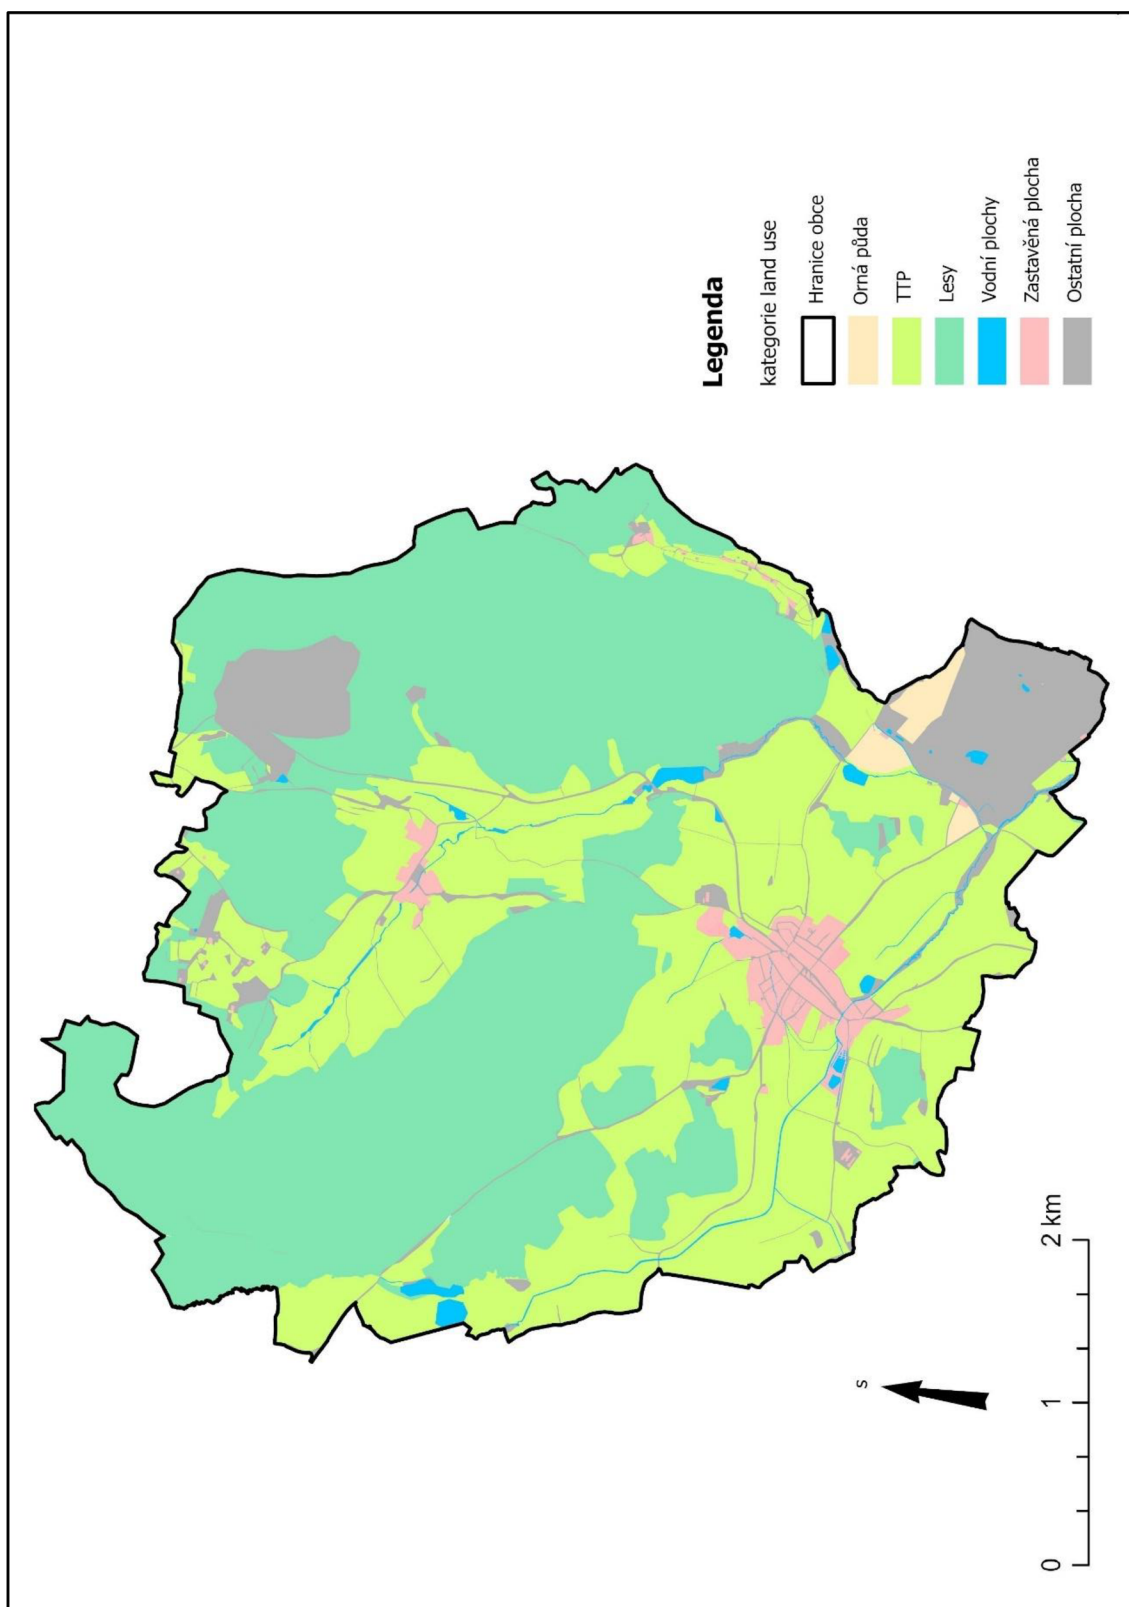 Legenda
kategorie land use
Hranice obce
Orná půda
TTP
Lesy
Vodní plochy
Zastavěná plocha
Ostatní plocha
S
0 1 2 km